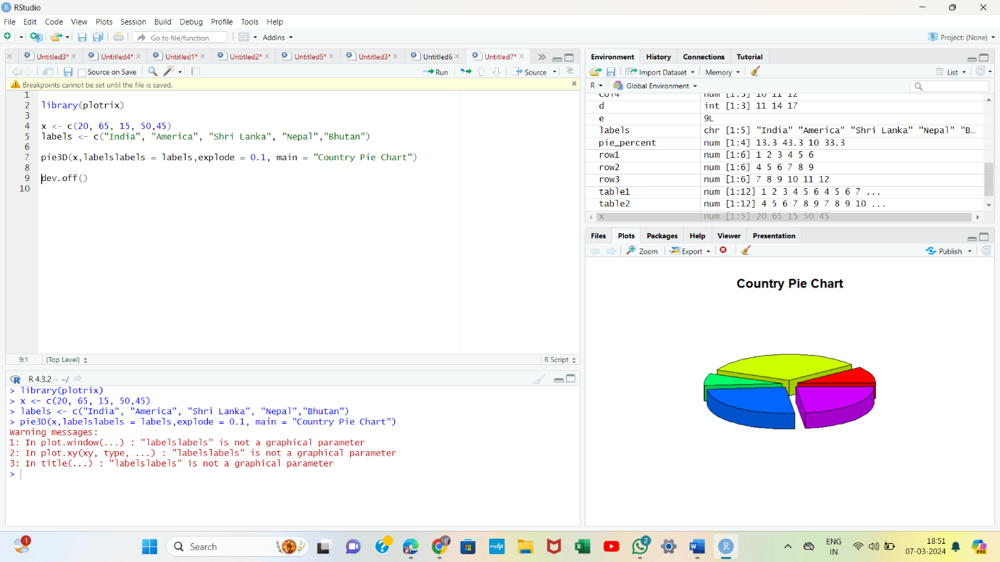 RStudio
File Edit Code View Plots Session Build Debug Profile Tools Help
Go to file/function Addins Project: (None)
Untitled3* Untitled4* Untitled1* Untitled2* Untitled5* Untitled3* Untitled6 Untitled7*
Source on Save Run Source
Breakpoints cannot be set until the file is saved.
1
2 library(plotrix)
3
4 x <- c(20, 65, 15, 50,45)
5 labels <- c("India", "America", "Shri Lanka", "Nepal","Bhutan")
6
7 pie3D(x,labelslabels = labels,explode = 0.1, main = "Country Pie Chart")
8
9 dev.off()
10
9:1 (Top Level) R Script
R 4.3.2 · ~/
> library(plotrix)
> x <- c(20, 65, 15, 50,45)
> labels <- c("India", "America", "Shri Lanka", "Nepal","Bhutan")
> pie3D(x,labelslabels = labels,explode = 0.1, main = "Country Pie Chart")
Warning messages:
1: In plot.window(...) : "labelslabels" is not a graphical parameter
2: In plot.xy(xy, type, ...) : "labelslabels" is not a graphical parameter
3: In title(...) : "labelslabels" is not a graphical parameter
>
Environment History Connections Tutorial
Import Dataset Memory List
R Global Environment
col4 num [1:3] 10 11 12
d int [1:3] 11 14 17
e 9L
labels chr [1:5] "India" "America" "Shri Lanka" "Nepal" "B...
pie_percent num [1:4] 13.3 43.3 10 33.3
row1 num [1:6] 1 2 3 4 5 6
row2 num [1:6] 4 5 6 7 8 9
row3 num [1:6] 7 8 9 10 11 12
table1 num [1:12] 1 2 3 4 5 6 4 5 6 7 ...
table2 num [1:12] 4 5 6 7 8 9 7 8 9 10 ...
x num [1:5] 20 65 15 50 45
Files Plots Packages Help Viewer Presentation
Zoom Export Publish
Country Pie Chart
1 Search 2 ENG IN 18:51 07-03-2024